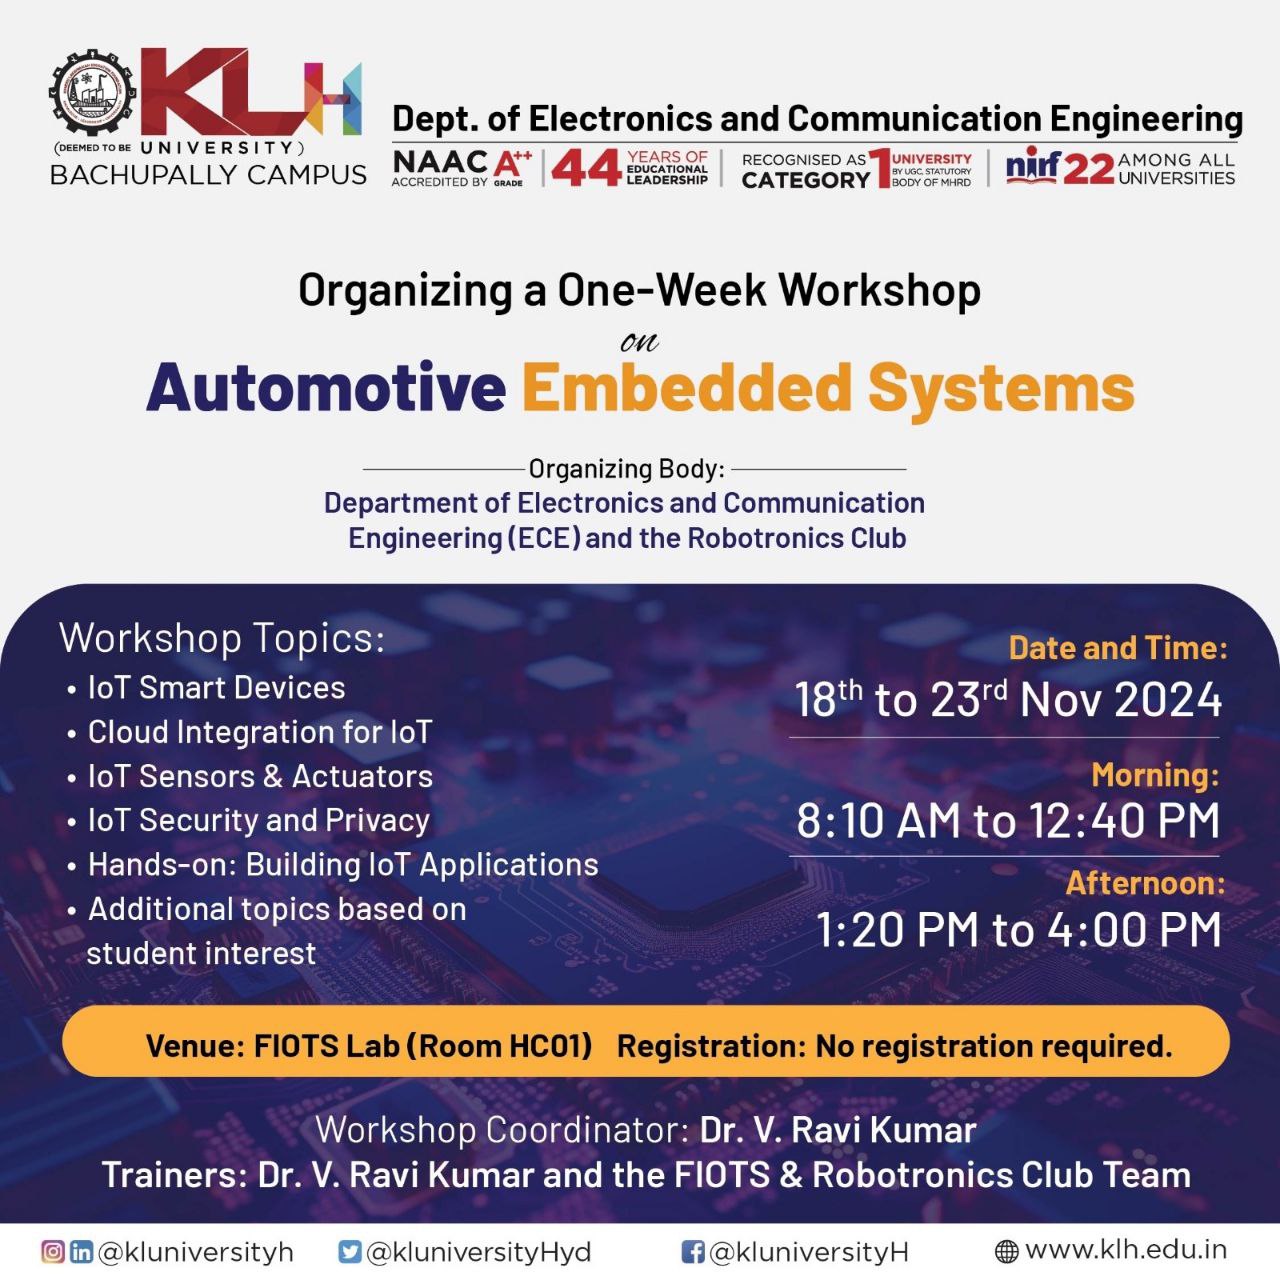 KLH
(DEEMED TO BE UNIVERSITY)
BACHUPALLY CAMPUS
Dept. of Electronics and Communication Engineering
NAAC A++
ACCREDITED BY GRADE
44 YEARS OF
EDUCATIONAL
LEADERSHIP
RECOGNISED AS
CATEGORY 1
UNIVERSITY
BY UGC, STATUTORY
BODY OF MHRD
nirf 22 AMONG ALL
UNIVERSITIES
Organizing a One-Week Workshop
on
Automotive Embedded Systems
Organizing Body:
Department of Electronics and Communication
Engineering (ECE) and the Robotronics Club
Workshop Topics:
• IoT Smart Devices
• Cloud Integration for IoT
• IoT Sensors & Actuators
• IoT Security and Privacy
• Hands-on: Building IoT Applications
• Additional topics based on
student interest
Date and Time:
18th to 23rd Nov 2024
Morning:
8:10 AM to 12:40 PM
Afternoon:
1:20 PM to 4:00 PM
Venue: FIOTS Lab (Room HC01) Registration: No registration required.
Workshop Coordinator: Dr. V. Ravi Kumar
Trainers: Dr. V. Ravi Kumar and the FIOTS & Robotronics Club Team
@kluniversityh @kluniversityHyd @kluniversityH www.klh.edu.in